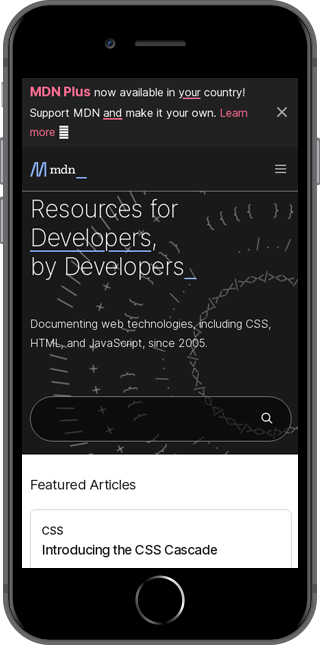 MDN Plus now available in your country!
Support MDN and make it your own. Learn
more
mdn_
Resources for
Developers,
by Developers_
Documenting web technologies, including CSS,
HTML, and JavaScript, since 2005.
Featured Articles
CSS
Introducing the CSS Cascade